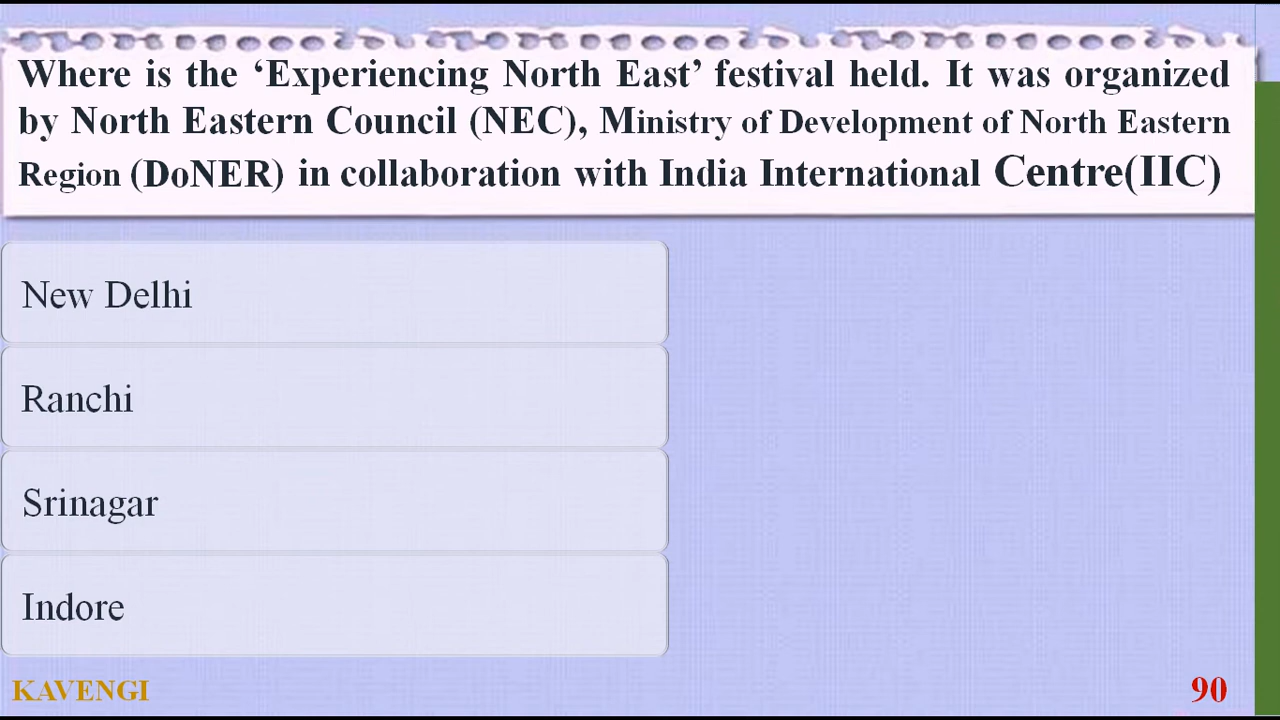 Where is the ‘Experiencing North East’ festival held. It was organized
by North Eastern Council (NEC), Ministry of Development of North Eastern
Region (DoNER) in collaboration with India International Centre(IIC)
New Delhi
Ranchi
Srinagar
Indore
KAVENGI
90